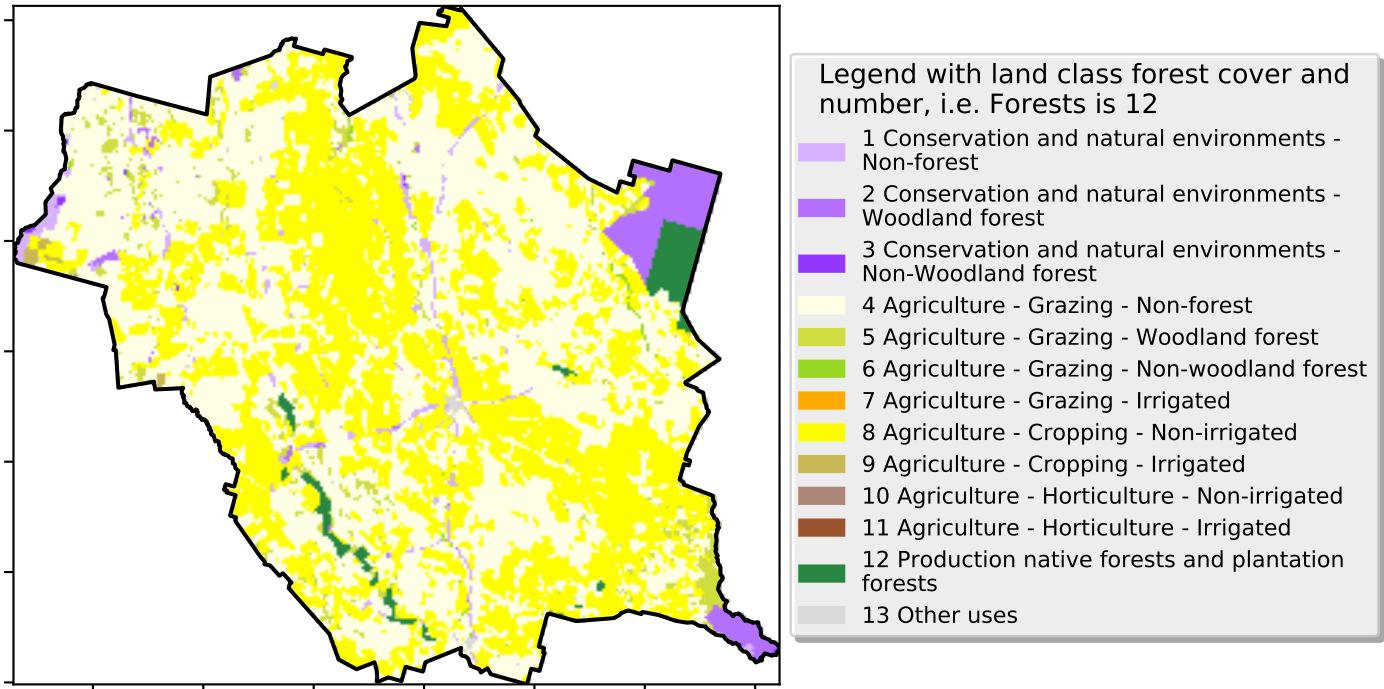 Legend with land class forest cover and
number, i.e. Forests is 12
1 Conservation and natural environments -
Non-forest
2 Conservation and natural environments -
Woodland forest
3 Conservation and natural environments -
Non-Woodland forest
4 Agriculture - Grazing - Non-forest
5 Agriculture - Grazing - Woodland forest
6 Agriculture - Grazing - Non-woodland forest
7 Agriculture - Grazing - Irrigated
8 Agriculture - Cropping - Non-irrigated
9 Agriculture - Cropping - Irrigated
10 Agriculture - Horticulture - Non-irrigated
11 Agriculture - Horticulture - Irrigated
12 Production native forests and plantation
forests
13 Other uses